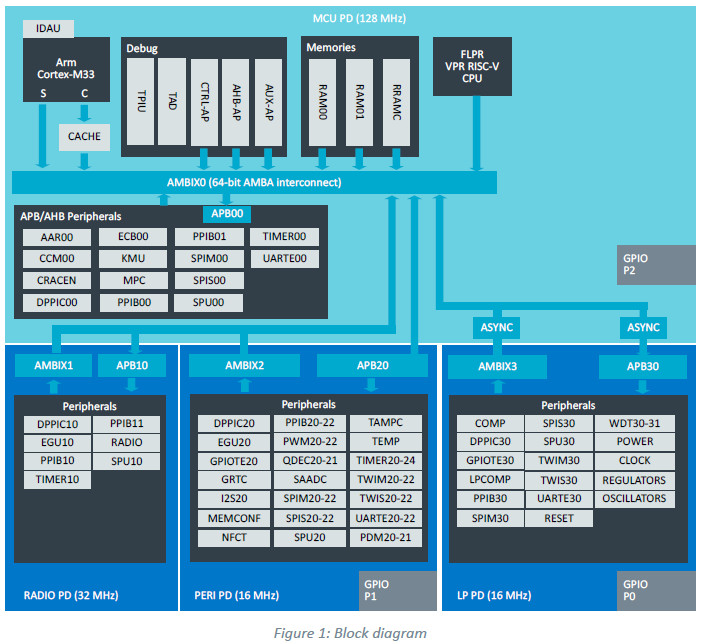 MCU PD (128 MHz)
IDAU
Arm
Cortex-M33
S C
CACHE
Debug
TPIU
TAD
CTRL-AP
AHB-AP
AUX-AP
Memories
RAM00
RAM01
RRAMC
FLPR
VPR RISC-V
CPU
AMBIX0 (64-bit AMBA interconnect)
APB/AHB Peripherals
APB00
AAR00 ECB00 PPIB01 TIMER00
CCM00 KMU SPIM00 UARTE00
CRACEN MPC SPIS00
DPPIC00 PPIB00 SPU00
GPIO
P2
ASYNC ASYNC
AMBIX1 APB10 AMBIX2 APB20 AMBIX3 APB30
Peripherals
DPPIC10 PPIB11
EGU10 RADIO
PPIB10 SPU10
TIMER10
RADIO PD (32 MHz)
Peripherals
DPPIC20 PPIB20-22 TAMPC
EGU20 PWM20-22 TEMP
GPIOTE20 QDEC20-21 TIMER20-24
GRTC SAADC TWIM20-22
I2S20 SPIM20-22 TWIS20-22
MEMCONF SPIS20-22 UARTE20-22
NFCT SPU20 PDM20-21
PERI PD (16 MHz)
GPIO
P1
Peripherals
COMP SPIS30 WDT30-31
DPPIC30 SPU30 POWER
GPIOTE30 TWIM30 CLOCK
LPCOMP TWIS30 REGULATORS
PPIB30 UARTE30 OSCILLATORS
SPIM30 RESET
LP PD (16 MHz)
GPIO
P0
Figure 1: Block diagram